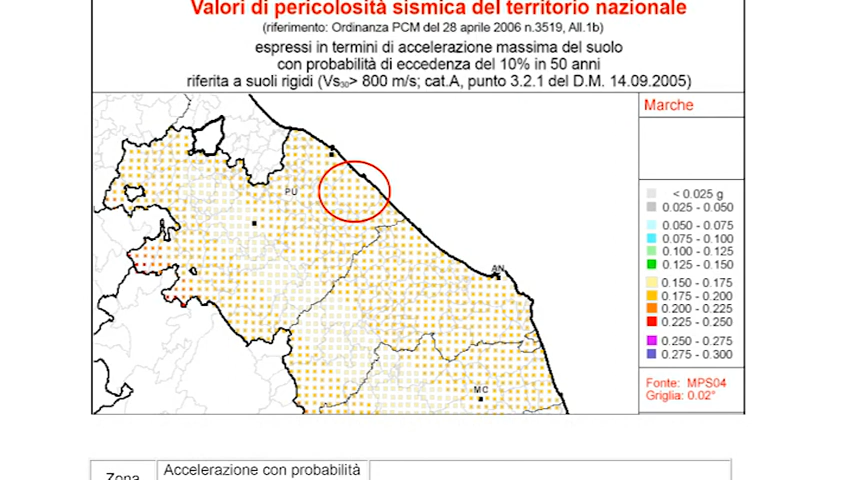 Valori di pericolosità sismica del territorio nazionale
(riferimento: Ordinanza PCM del 28 aprile 2006 n.3519, All.1b)
espressi in termini di accelerazione massima del suolo
con probabilità di eccedenza del 10% in 50 anni
riferita a suoli rigidi (Vs₃₀> 800 m/s; cat.A, punto 3.2.1 del D.M. 14.09.2005)
Marche
PU
AN
MC
< 0.025 g
0.025 - 0.050
0.050 - 0.075
0.075 - 0.100
0.100 - 0.125
0.125 - 0.150
0.150 - 0.175
0.175 - 0.200
0.200 - 0.225
0.225 - 0.250
0.250 - 0.275
0.275 - 0.300
Fonte: MPS04
Griglia: 0.02°
Accelerazione con probabilità
Zona